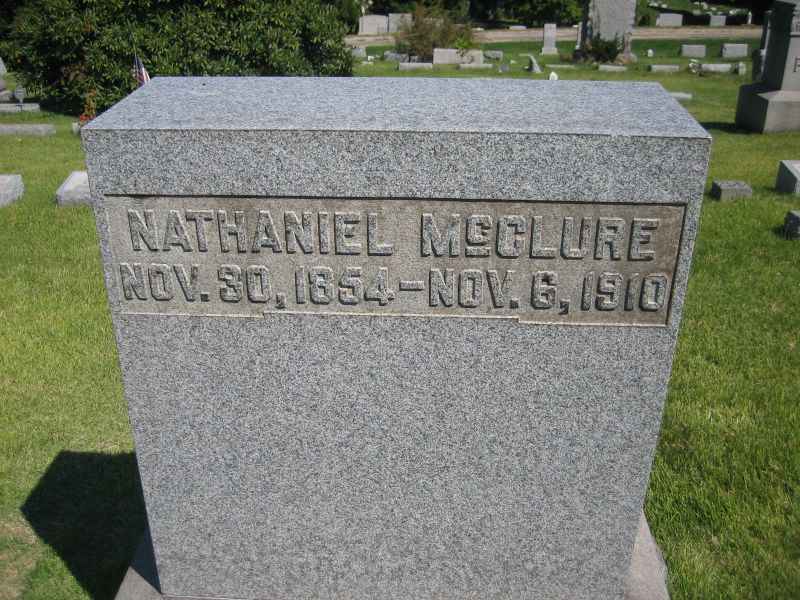 NATHANIEL McCLURE
NOV. 30, 1854–NOV. 6, 1910